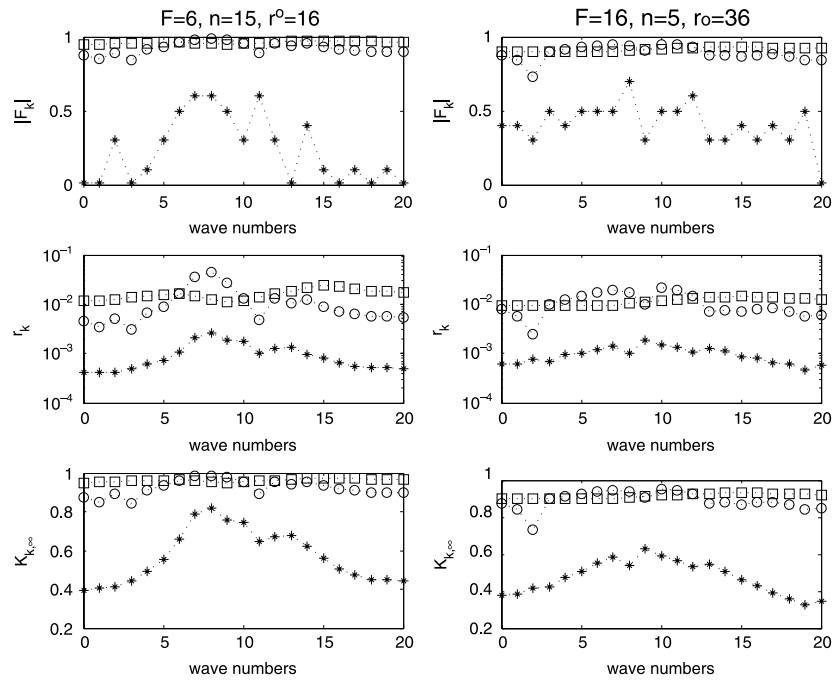 F=6, n=15, r°=16
1
0.5
0
|F_k|
0 5 10 15 20
wave numbers
F=16, n=5, ro=36
1
0.5
0
|F_k|
0 5 10 15 20
wave numbers
10^−1
10^−2
10^−3
10^−4
r_k
0 5 10 15 20
wave numbers
10^−1
10^−2
10^−3
10^−4
r_k
0 5 10 15 20
wave numbers
1
0.8
0.6
0.4
0.2
K_k,∞
0 5 10 15 20
wave numbers
1
0.8
0.6
0.4
0.2
K_k,∞
0 5 10 15 20
wave numbers